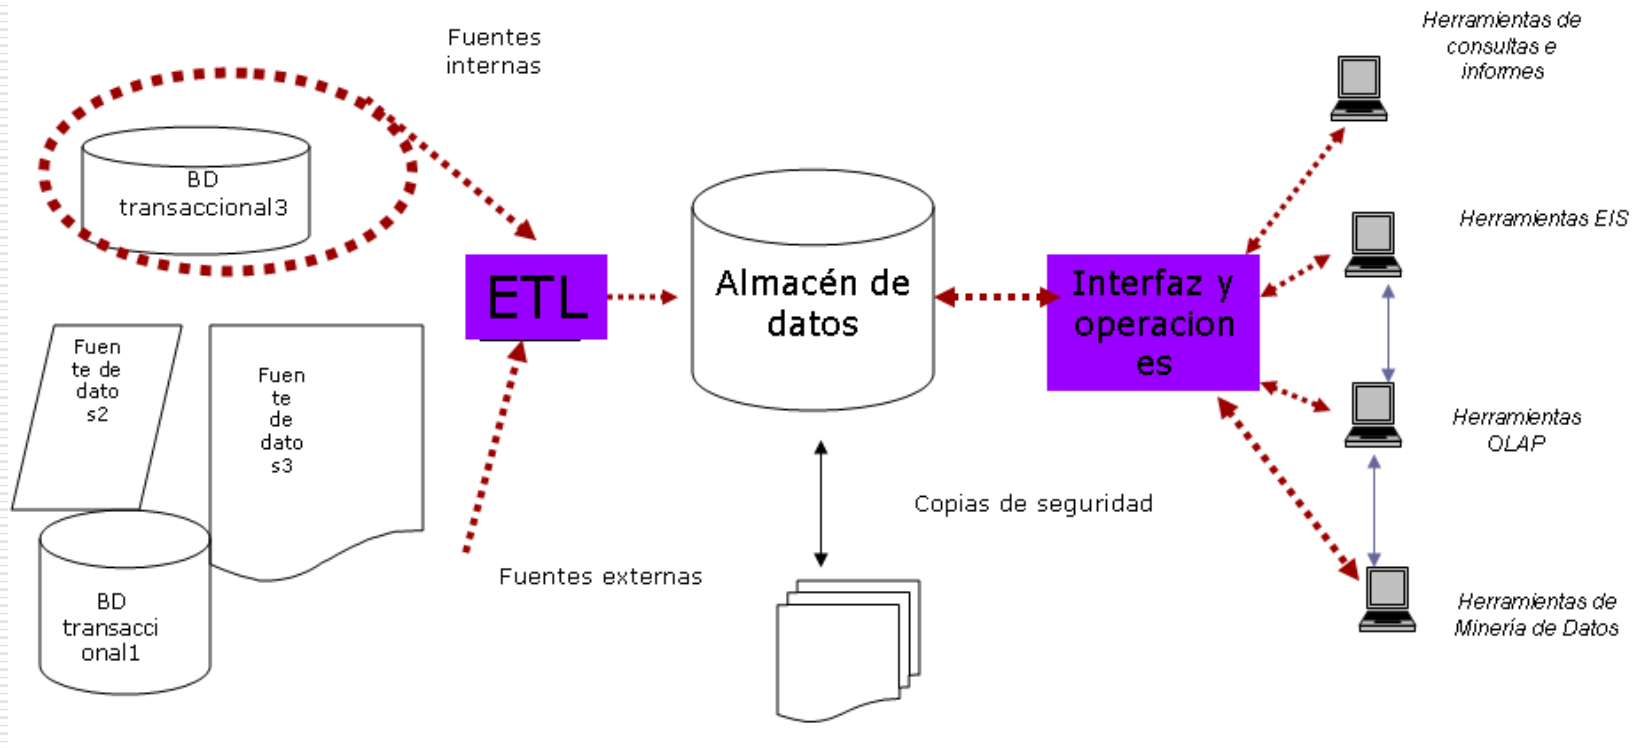 Fuentes
internas
BD
transaccional3
ETL
Fuen
te de
dato
s2
Fuen
te
de
dato
s3
BD
transacci
onal1
Fuentes externas
Almacén de
datos
Copias de seguridad
Interfaz y
operacion
es
Herramientas de
consultas e
informes
Herramientas EIS
Herramientas
OLAP
Herramientas de
Minería de Datos